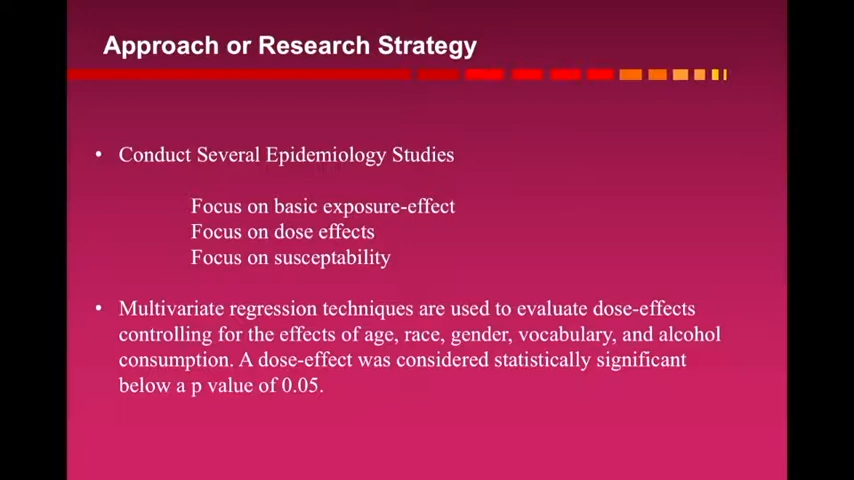 Approach or Research Strategy
• Conduct Several Epidemiology Studies
Focus on basic exposure-effect
Focus on dose effects
Focus on susceptability
• Multivariate regression techniques are used to evaluate dose-effects
controlling for the effects of age, race, gender, vocabulary, and alcohol
consumption. A dose-effect was considered statistically significant
below a p value of 0.05.